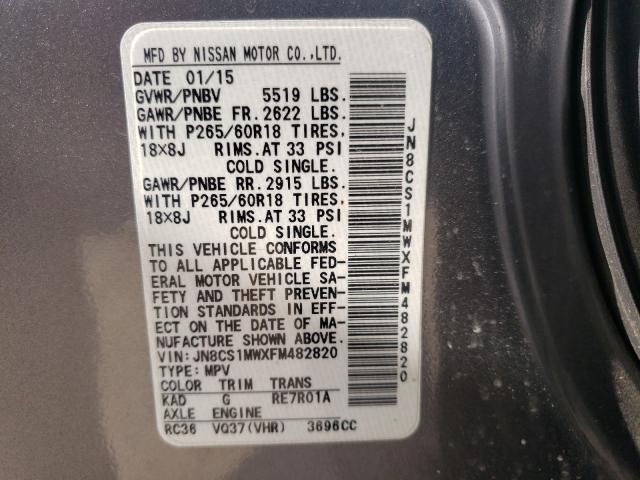 MFD BY NISSAN MOTOR CO.,LTD.
DATE 01/15
GVWR/PNBV 5519 LBS.
GAWR/PNBE FR. 2622 LBS.
WITH P265/60R18 TIRES.
18X8J RIMS. AT 33 PSI
COLD SINGLE.
GAWR/PNBE RR. 2915 LBS.
WITH P265/60R18 TIRES.
18X8J RIMS. AT 33 PSI
COLD SINGLE.
THIS VEHICLE CONFORMS
TO ALL APPLICABLE FED-
ERAL MOTOR VEHICLE SA-
FETY AND THEFT PREVEN-
TION STANDARDS IN EFF-
ECT ON THE DATE OF MA-
NUFACTURE SHOWN ABOVE.
VIN: JN8CS1MWXFM482820
TYPE: MPV
COLOR TRIM TRANS
KAD G RE7R01A
AXLE ENGINE
RC36 VQ37(VHR) 3696CC
JN8CS1MWXFM482820